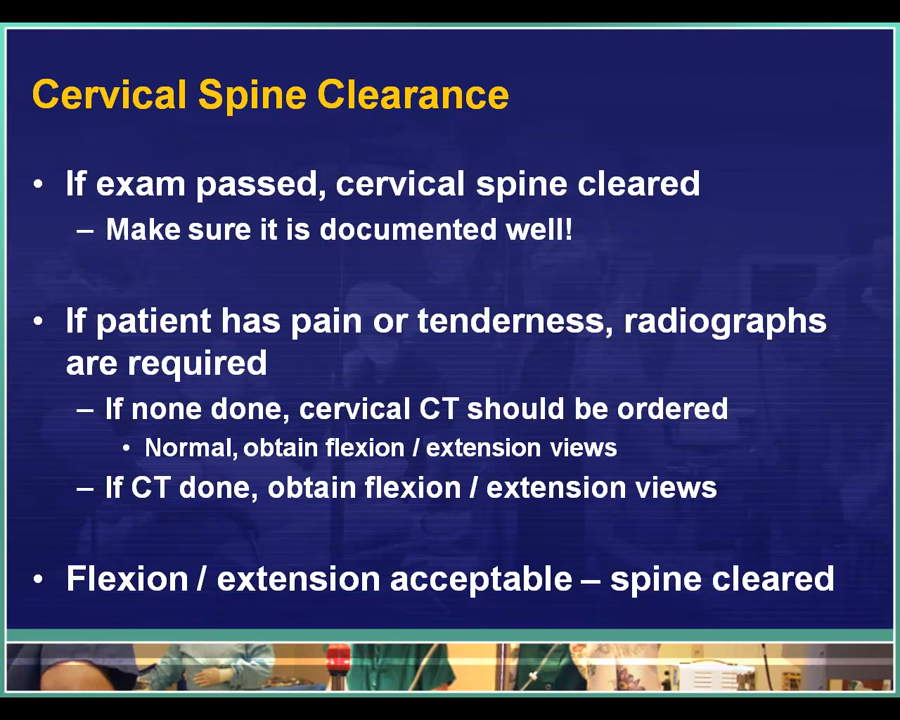 Cervical Spine Clearance
• If exam passed, cervical spine cleared
– Make sure it is documented well!
• If patient has pain or tenderness, radiographs
are required
– If none done, cervical CT should be ordered
• Normal, obtain flexion / extension views
– If CT done, obtain flexion / extension views
• Flexion / extension acceptable – spine cleared